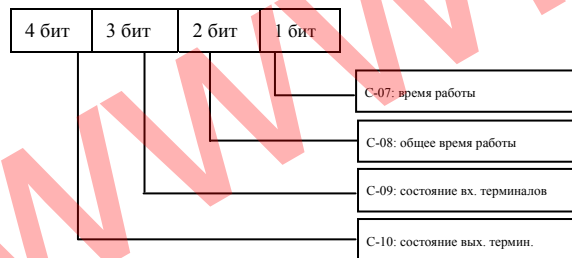 4 бит 3 бит 2 бит 1 бит
С-07: время работы
С-08: общее время работы
С-09: состояние вх. терминалов
С-10: состояние вых. термин.